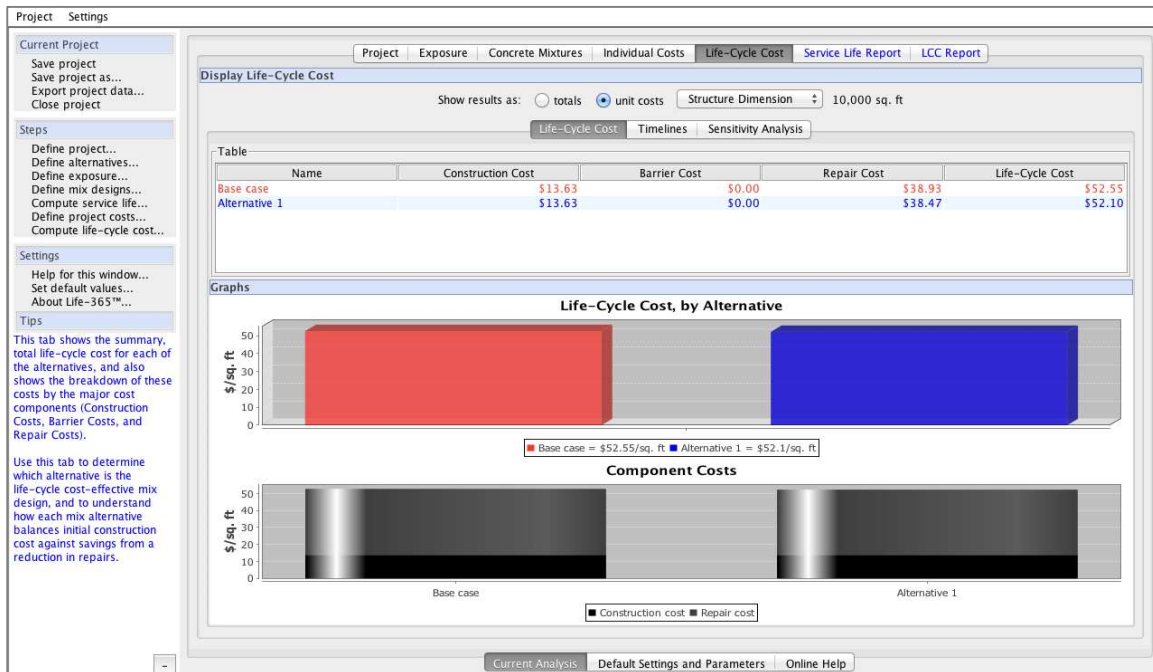 Project Settings
Current Project
Save project
Save project as...
Export project data...
Close project
Steps
Define project...
Define alternatives...
Define exposure...
Define mix designs...
Compute service life...
Define project costs...
Compute life-cycle cost...
Settings
Help for this window...
Set default values...
About Life-365™...
Tips
This tab shows the summary,
total life-cycle cost for each of
the alternatives, and also
shows the breakdown of these
costs by the major cost
components (Construction
Costs, Barrier Costs, and
Repair Costs).
Use this tab to determine
which alternative is the
life-cycle cost-effective mix
design, and to understand
how each mix alternative
balances initial construction
cost against savings from a
reduction in repairs.
-
Project Exposure Concrete Mixtures Individual Costs Life-Cycle Cost Service Life Report LCC Report
Display Life-Cycle Cost
Show results as: totals unit costs Structure Dimension 10,000 sq. ft
Life-Cycle Cost Timelines Sensitivity Analysis
Table
Name Construction Cost Barrier Cost Repair Cost Life-Cycle Cost
Base case $13.63 $0.00 $38.93 $52.55
Alternative 1 $13.63 $0.00 $38.47 $52.10
Graphs
Life-Cycle Cost, by Alternative
$/sq. ft
50
40
30
20
10
0
Base case = $52.55/sq. ft Alternative 1 = $52.1/sq. ft
Component Costs
$/sq. ft
50
40
30
20
10
0
Base case Alternative 1
Construction cost Repair cost
Current Analysis Default Settings and Parameters Online Help